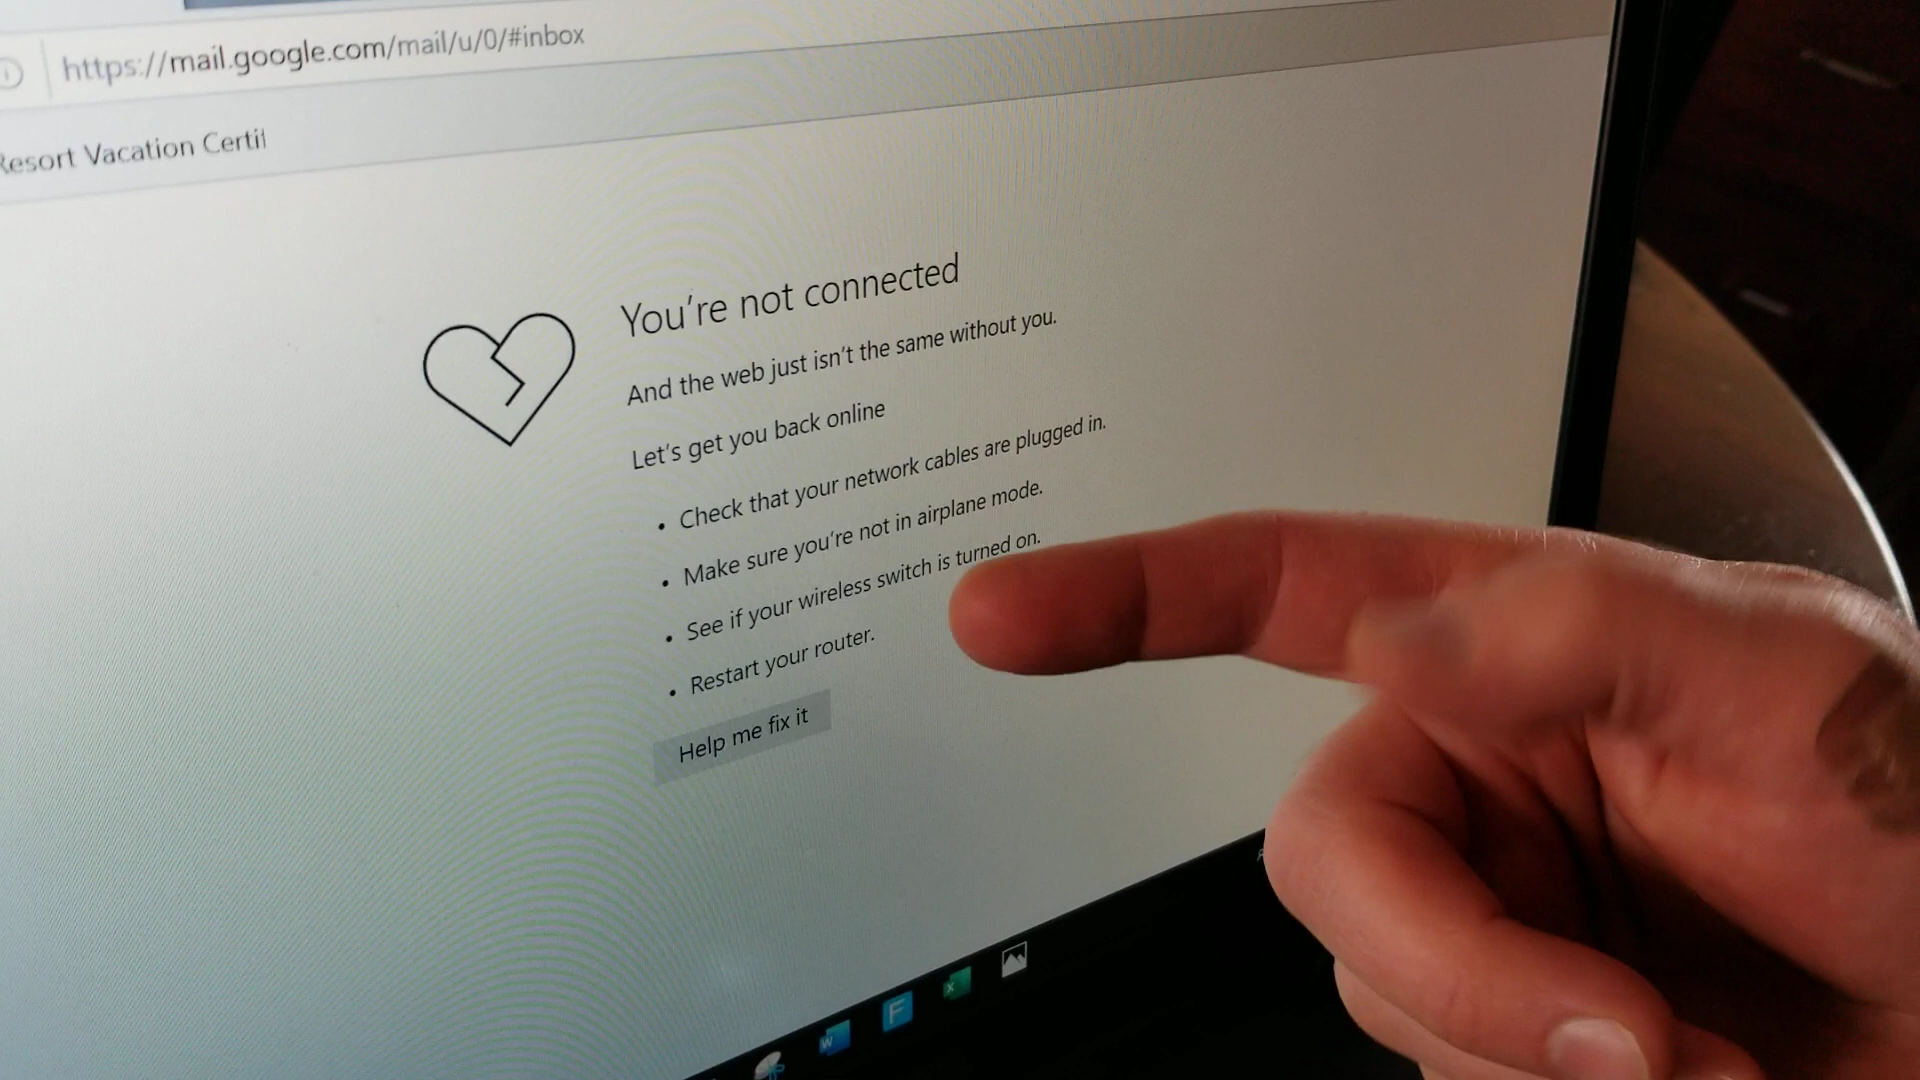 https://mail.google.com/mail/u/0/#inbox
Resort Vacation Certif
You're not connected
And the web just isn't the same without you.
Let's get you back online
• Check that your network cables are plugged in.
• Make sure you're not in airplane mode.
• See if your wireless switch is turned on.
• Restart your router.
Help me fix it
W
F
X